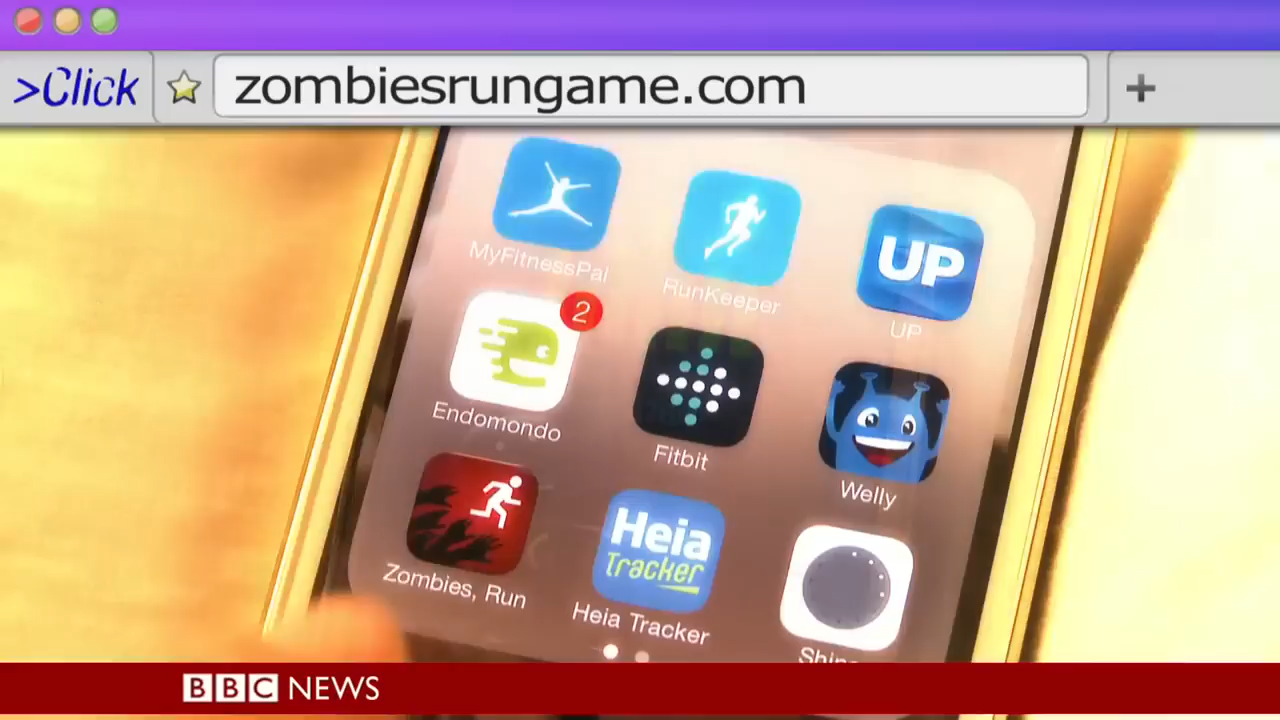 >Click
zombiesrungame.com
MyFitnessPal
RunKeeper
UP
UP
2
Endomondo
Fitbit
Welly
Zombies, Run
Heia
Tracker
Heia Tracker
BBC NEWS